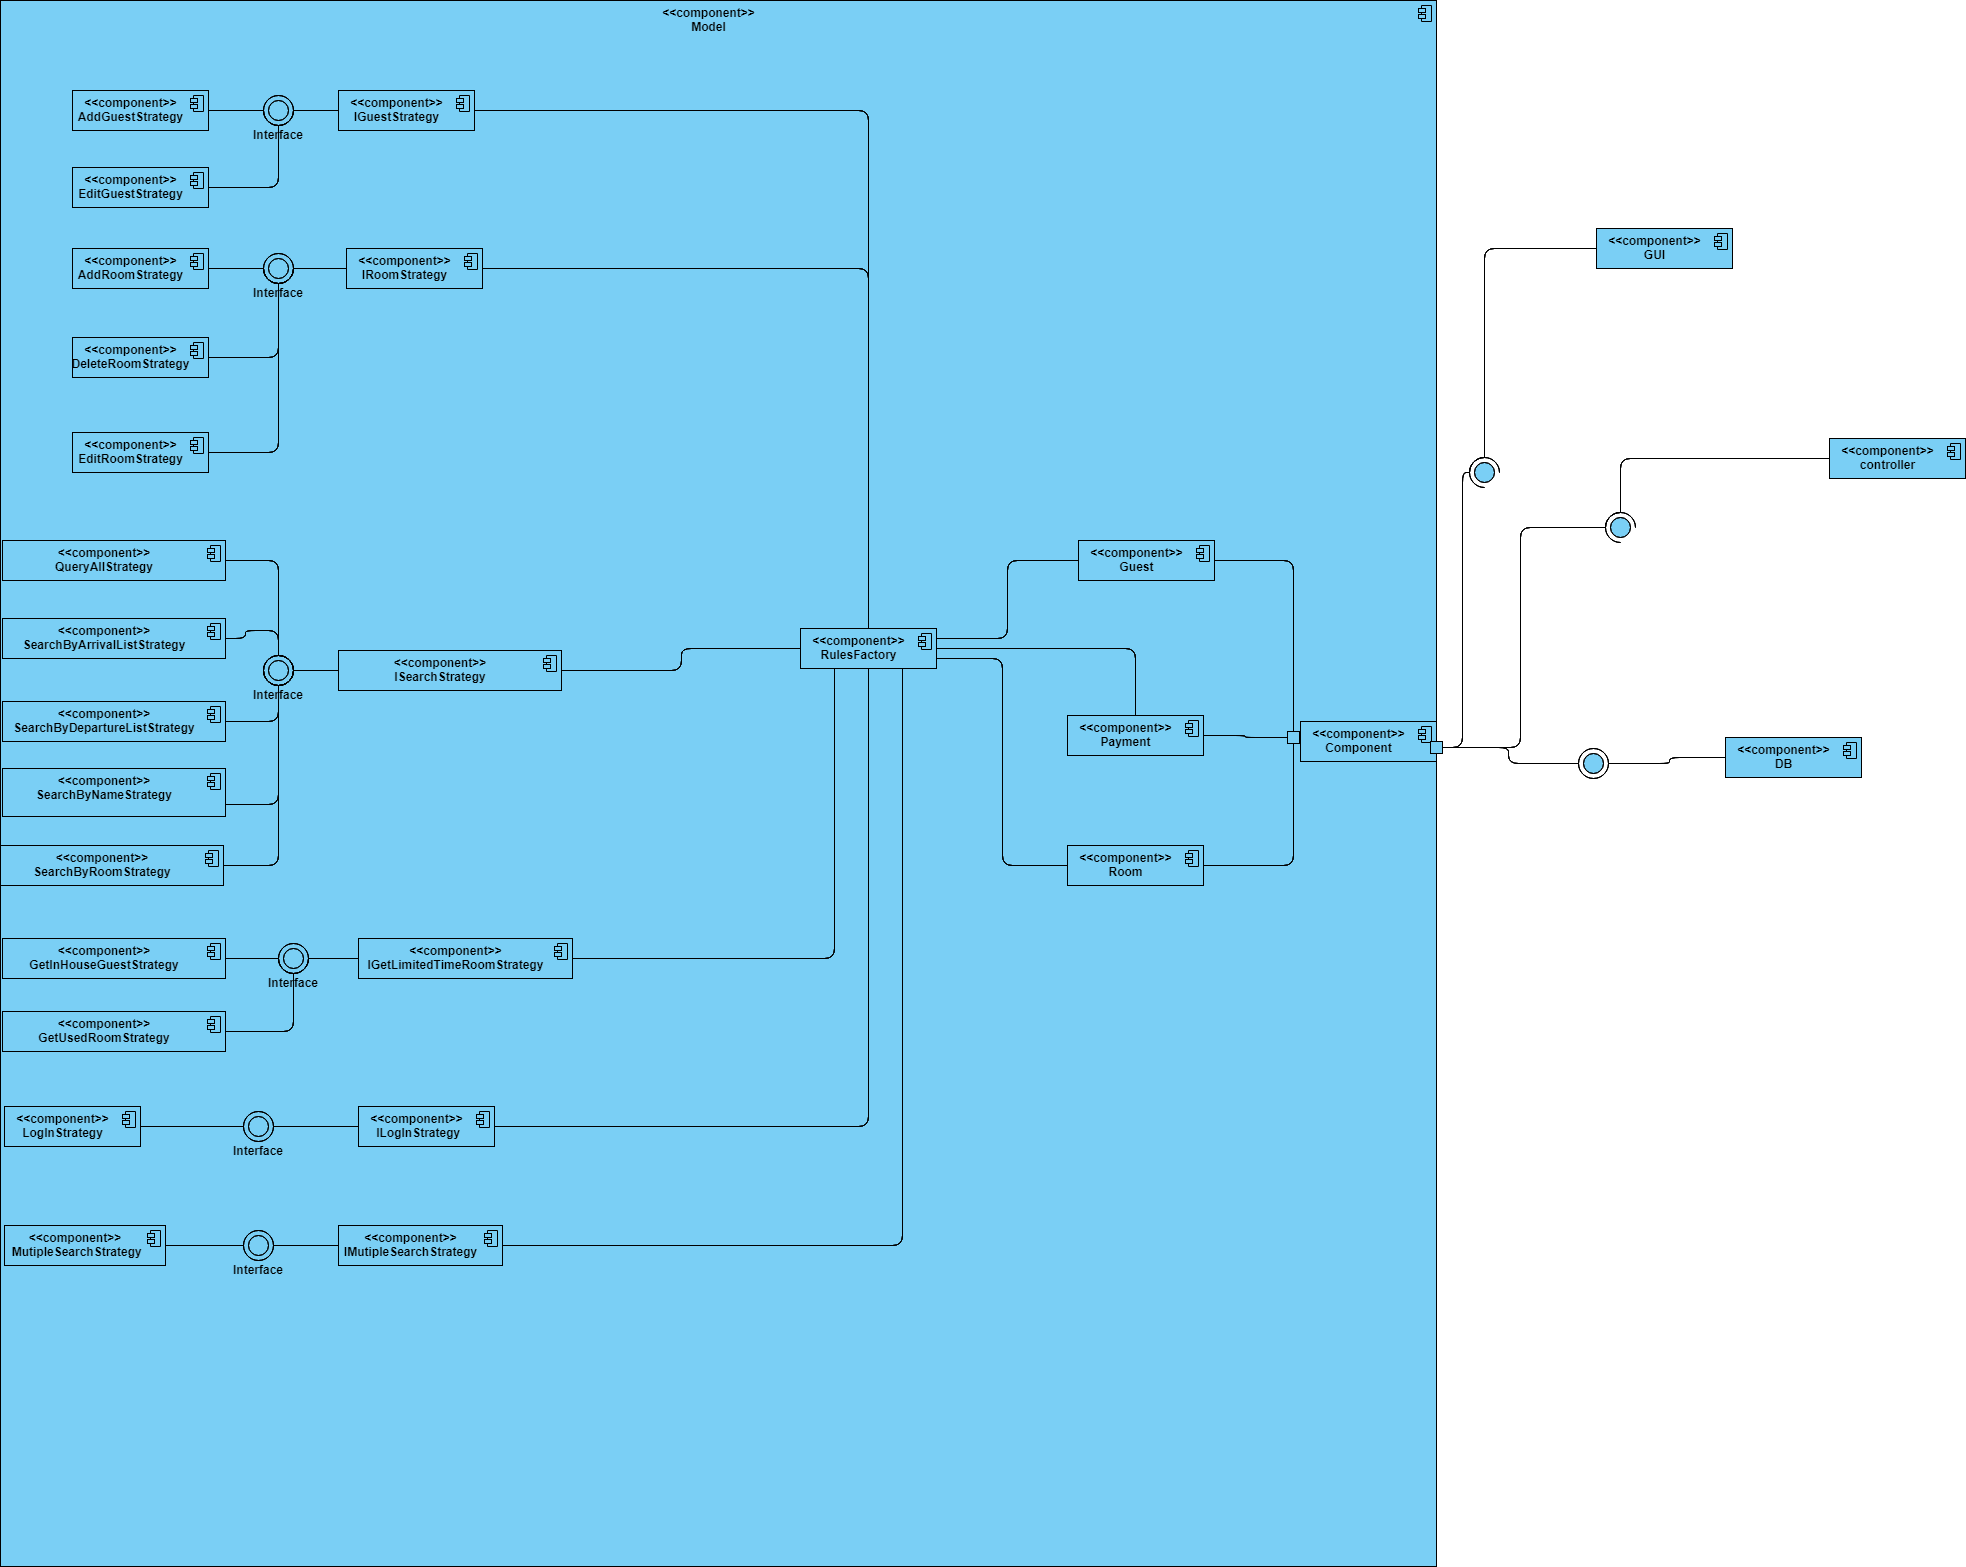 <<component>>
Model
<<component>>
AddGuestStrategy
Interface
<<component>>
IGuestStrategy
<<component>>
EditGuestStrategy
<<component>>
AddRoomStrategy
Interface
<<component>>
IRoomStrategy
<<component>>
DeleteRoomStrategy
<<component>>
EditRoomStrategy
<<component>>
QueryAllStrategy
<<component>>
SearchByArrivalListStrategy
Interface
<<component>>
ISearchStrategy
<<component>>
SearchByDepartureListStrategy
<<component>>
SearchByNameStrategy
<<component>>
SearchByRoomStrategy
<<component>>
GetInHouseGuestStrategy
Interface
<<component>>
IGetLimitedTimeRoomStrategy
<<component>>
GetUsedRoomStrategy
<<component>>
LogInStrategy
Interface
<<component>>
ILogInStrategy
<<component>>
MutipleSearchStrategy
Interface
<<component>>
IMutipleSearchStrategy
<<component>>
RulesFactory
<<component>>
Guest
<<component>>
Payment
<<component>>
Room
<<component>>
Component
<<component>>
GUI
<<component>>
controller
<<component>>
DB